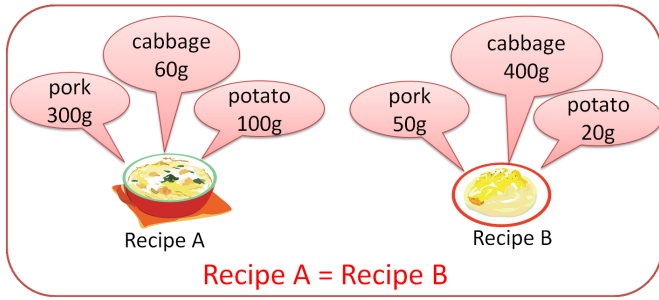 cabbage
60g
pork
300g
potato
100g
Recipe A
cabbage
400g
pork
50g
potato
20g
Recipe B
Recipe A = Recipe B